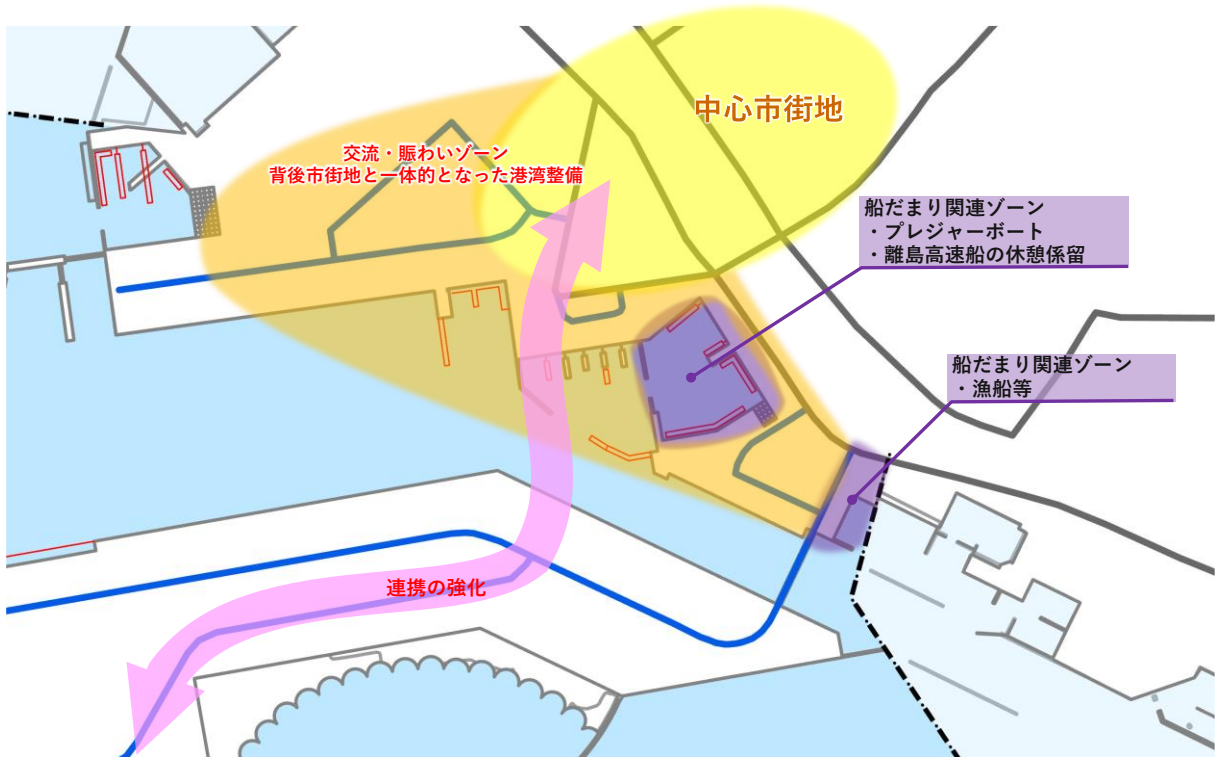 中心市街地
交流・賑わいゾーン
背後市街地と一体的となった港湾整備
船だまり関連ゾーン
・プレジャーボート
・離島高速船の休憩係留
船だまり関連ゾーン
・漁船等
連携の強化